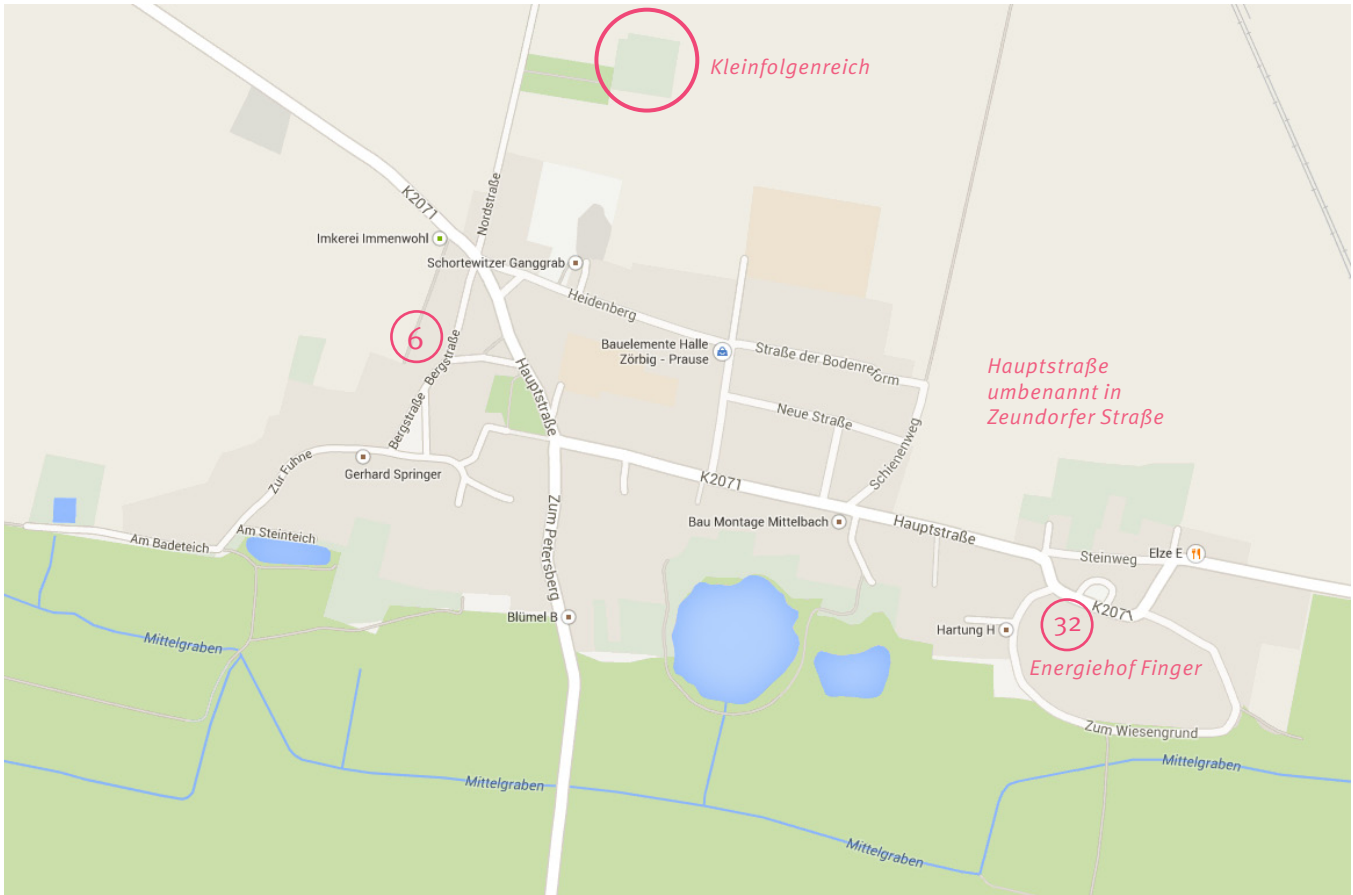 Kleinfolgenreich
K2071
Nordstraße
Imkerei Immenwohl
Schortewitzer Ganggrab
Heidenberg
6
Bergstraße
Hauptstraße
Bauelemente Halle
Zörbig - Prause
Straße der Bodenreform
Hauptstraße
umbenannt in
Zeundorfer Straße
Neue Straße
Bergstraße
Schienenweg
Zur Fuhne
Gerhard Springer
K2071
Zum Petersberg
Bau Montage Mittelbach
Hauptstraße
Am Badeteich
Am Steinteich
Steinweg
Elze E
K2071
Blümel B
Hartung H
32
Energiehof Finger
Mittelgraben
Zum Wiesengrund
Mittelgraben
Mittelgraben
Mittelgraben